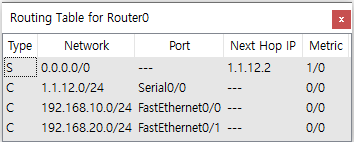 Routing Table for Router0
x
Type Network Port Next Hop IP Metric
S 0.0.0.0/0 --- 1.1.12.2 1/0
C 1.1.12.0/24 Serial0/0 --- 0/0
C 192.168.10.0/24 FastEthernet0/0 --- 0/0
C 192.168.20.0/24 FastEthernet0/1 --- 0/0